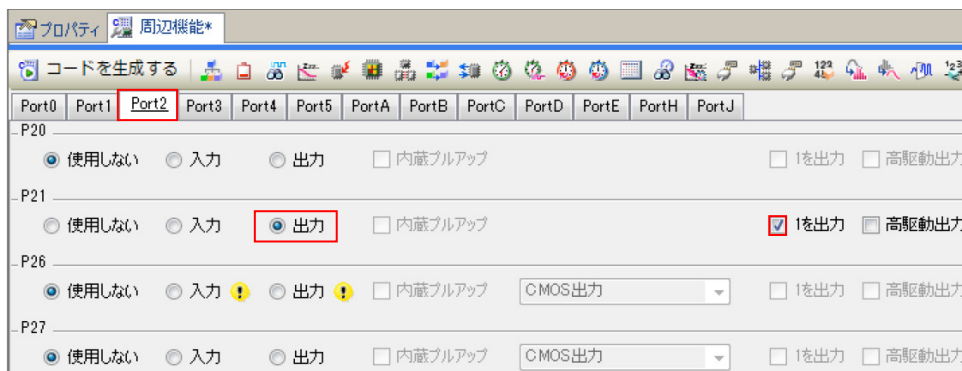 プロパティ 周辺機能*
コードを生成する
Port0 Port1 Port2 Port3 Port4 Port5 PortA PortB PortC PortD PortE PortH PortJ
P20
使用しない 入力 出力 内蔵プルアップ 1を出力 高駆動出力
P21
使用しない 入力 出力 内蔵プルアップ 1を出力 高駆動出力
P26
使用しない 入力 出力 内蔵プルアップ CMOS出力 1を出力 高駆動出力
P27
使用しない 入力 出力 内蔵プルアップ CMOS出力 1を出力 高駆動出力